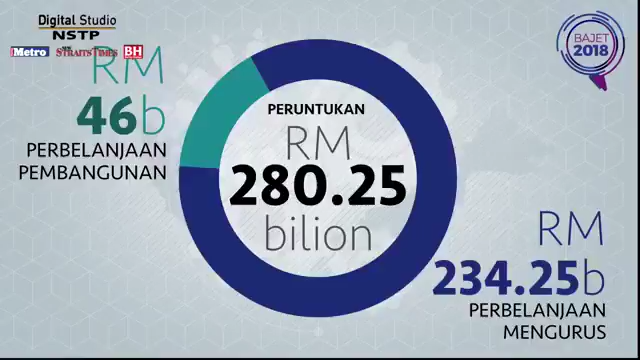 Digital Studio
NSTP
Metro
NEW STRAITS TIMES
BH
BAJET
2018
RM
46b
PERBELANJAAN
PEMBANGUNAN
PERUNTUKAN
RM
280.25
bilion
RM
234.25b
PERBELANJAAN
MENGURUS